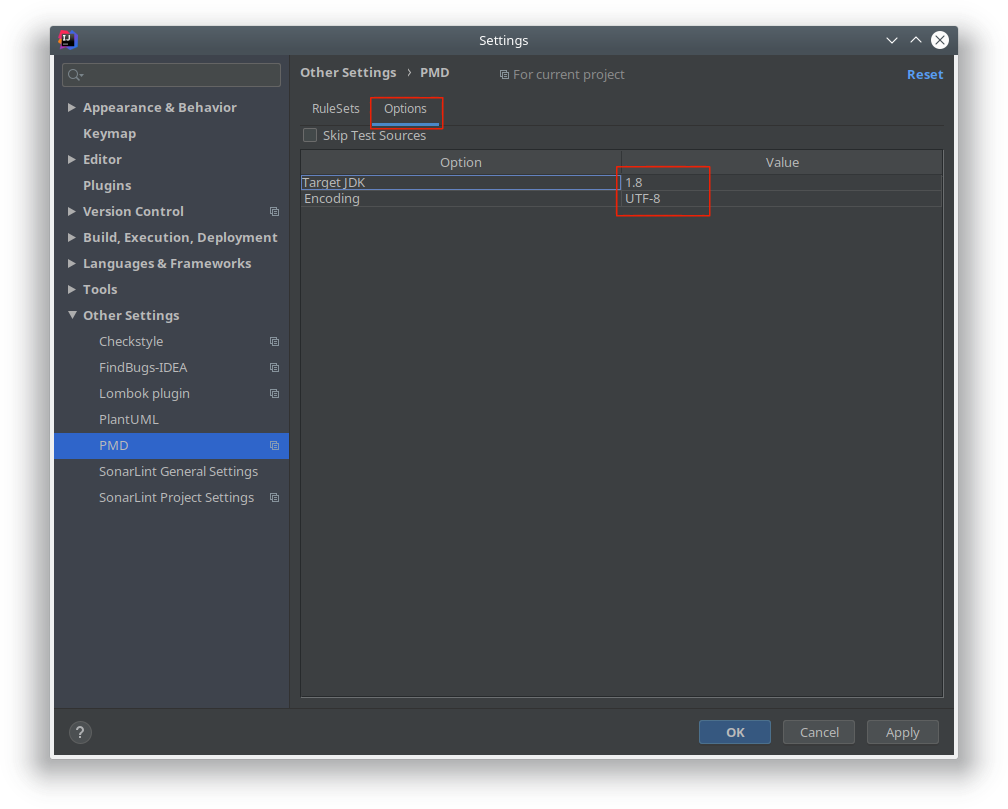 Settings
Other Settings › PMD
For current project
Reset
Appearance & Behavior
Keymap
Editor
Plugins
Version Control
Build, Execution, Deployment
Languages & Frameworks
Tools
Other Settings
Checkstyle
FindBugs-IDEA
Lombok plugin
PlantUML
PMD
SonarLint General Settings
SonarLint Project Settings
RuleSets Options
Skip Test Sources
Option Value
Target JDK 1.8
Encoding UTF-8
?
OK Cancel Apply